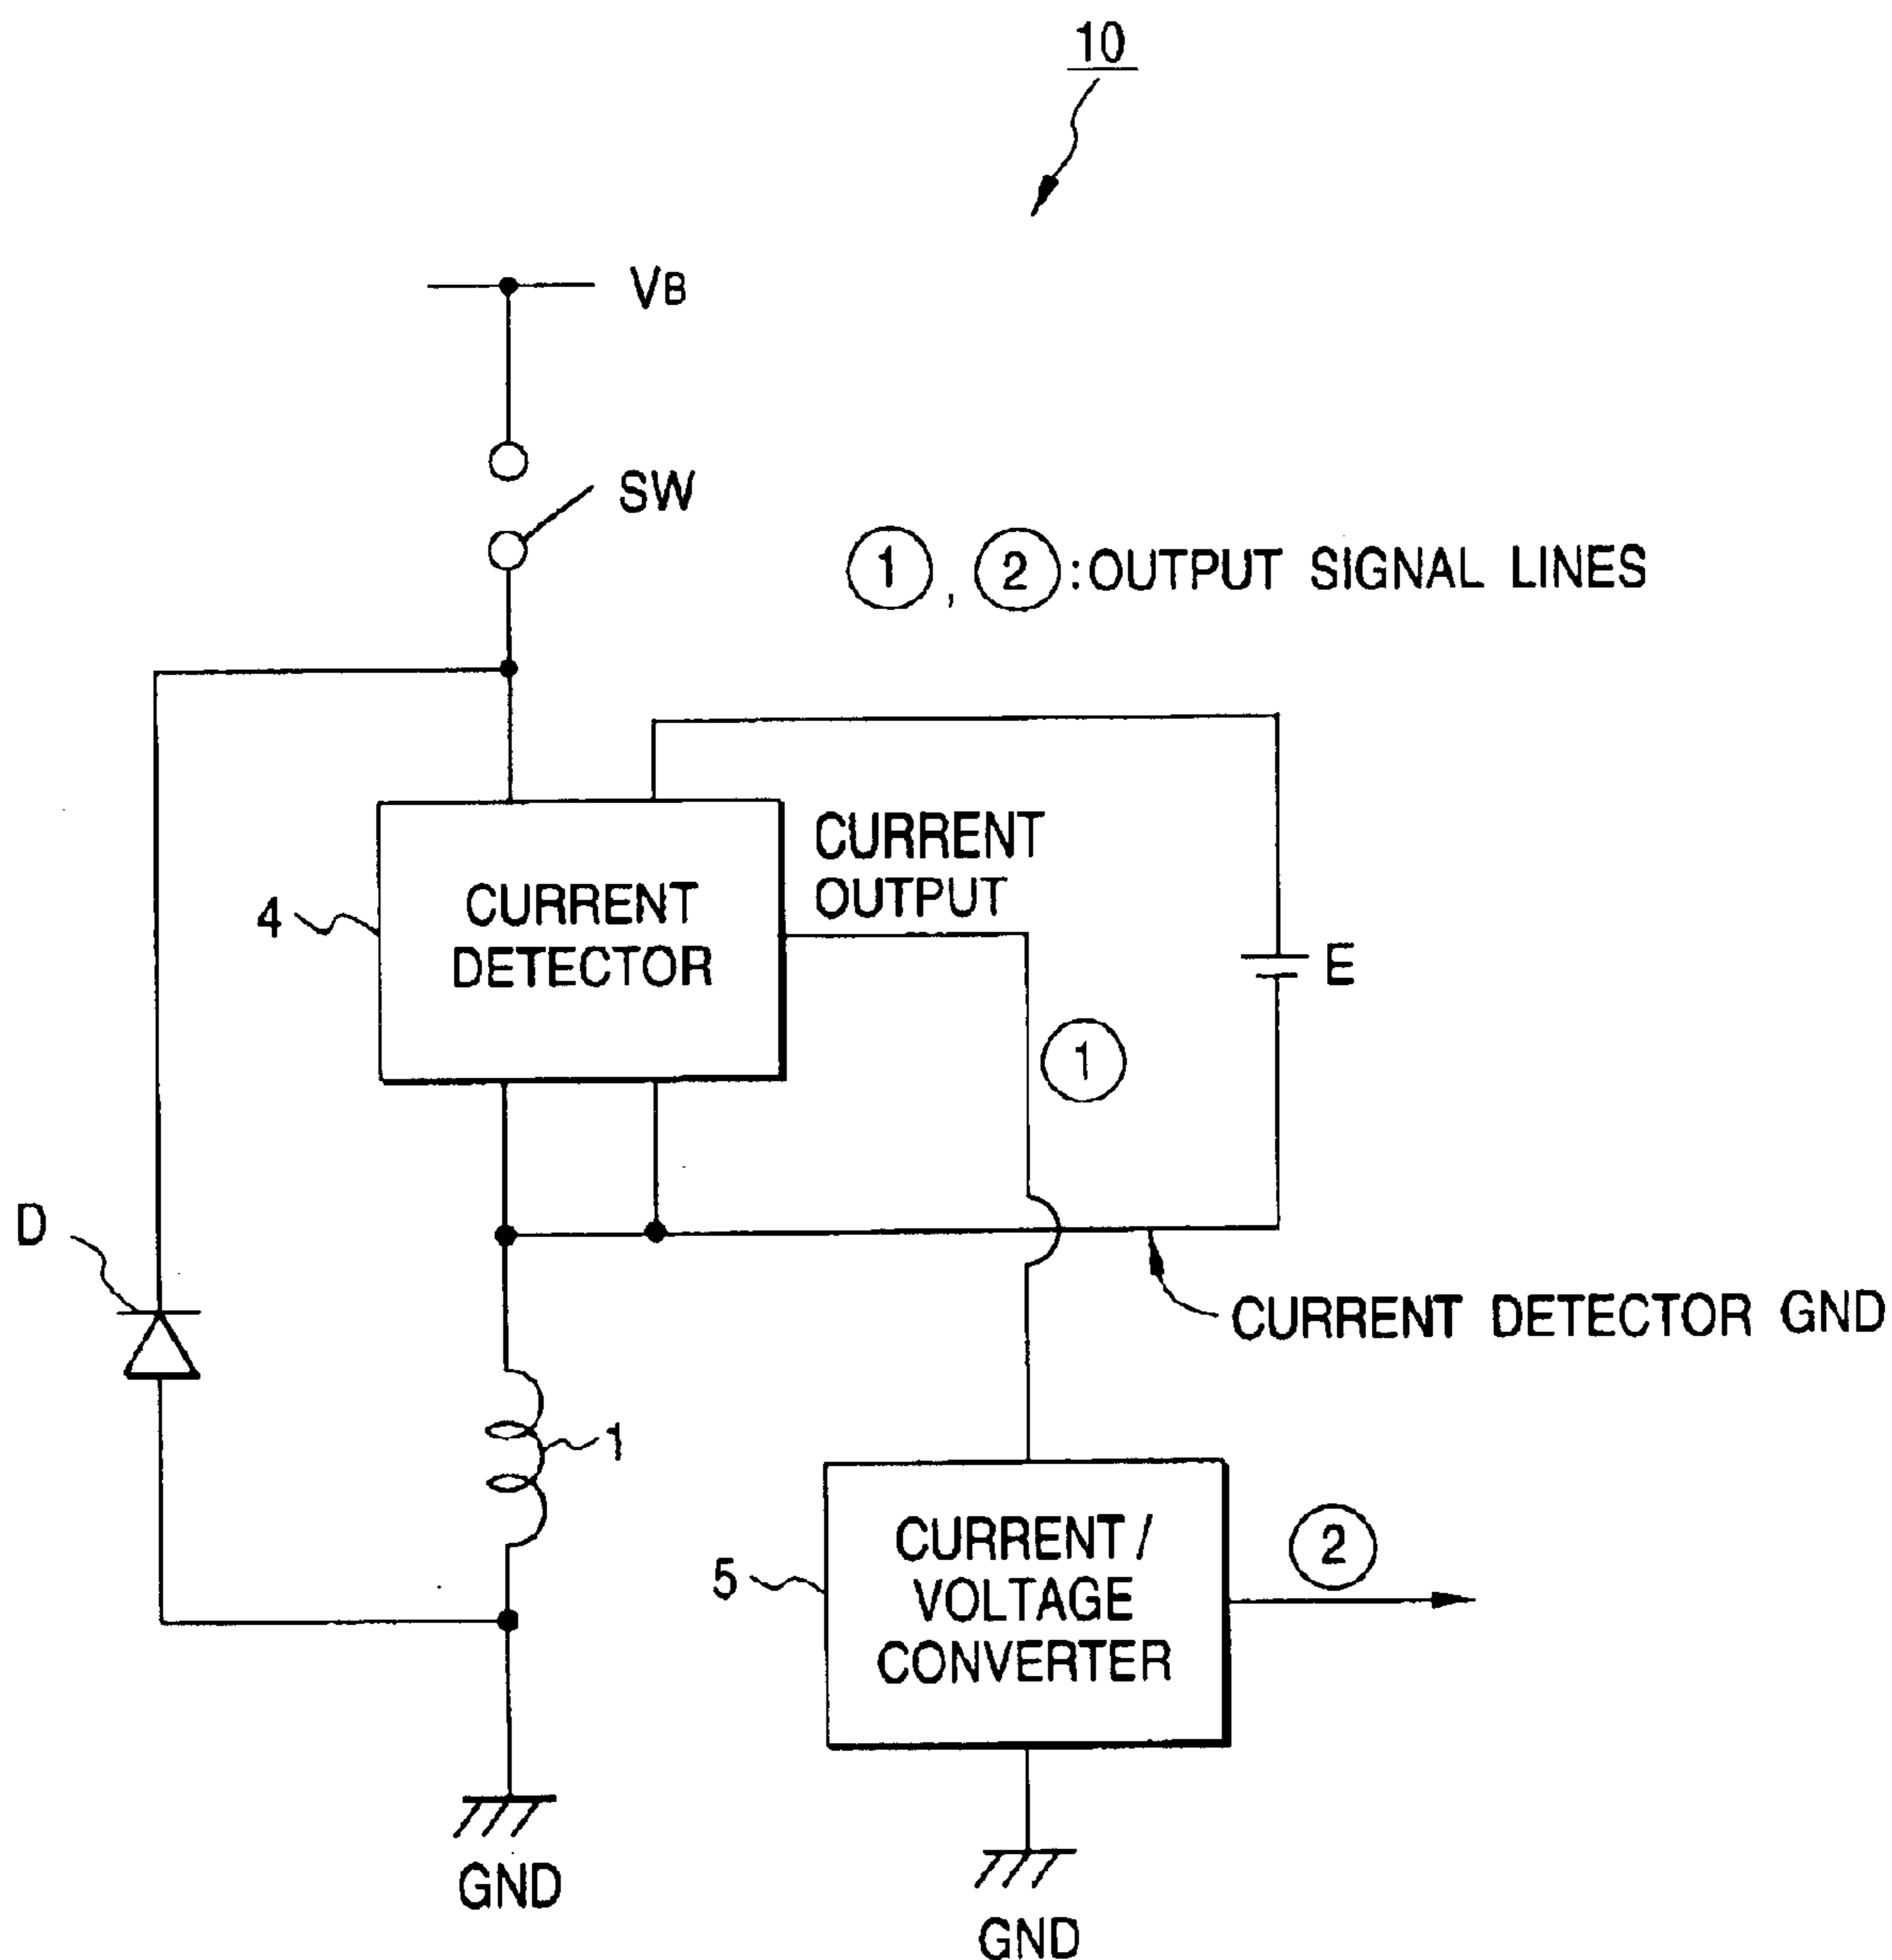 10
VB
SW
①, ②:OUTPUT SIGNAL LINES
CURRENT
OUTPUT
4
CURRENT
DETECTOR
E
①
D
CURRENT DETECTOR GND
1
5
CURRENT/
VOLTAGE
CONVERTER
②
GND
GND